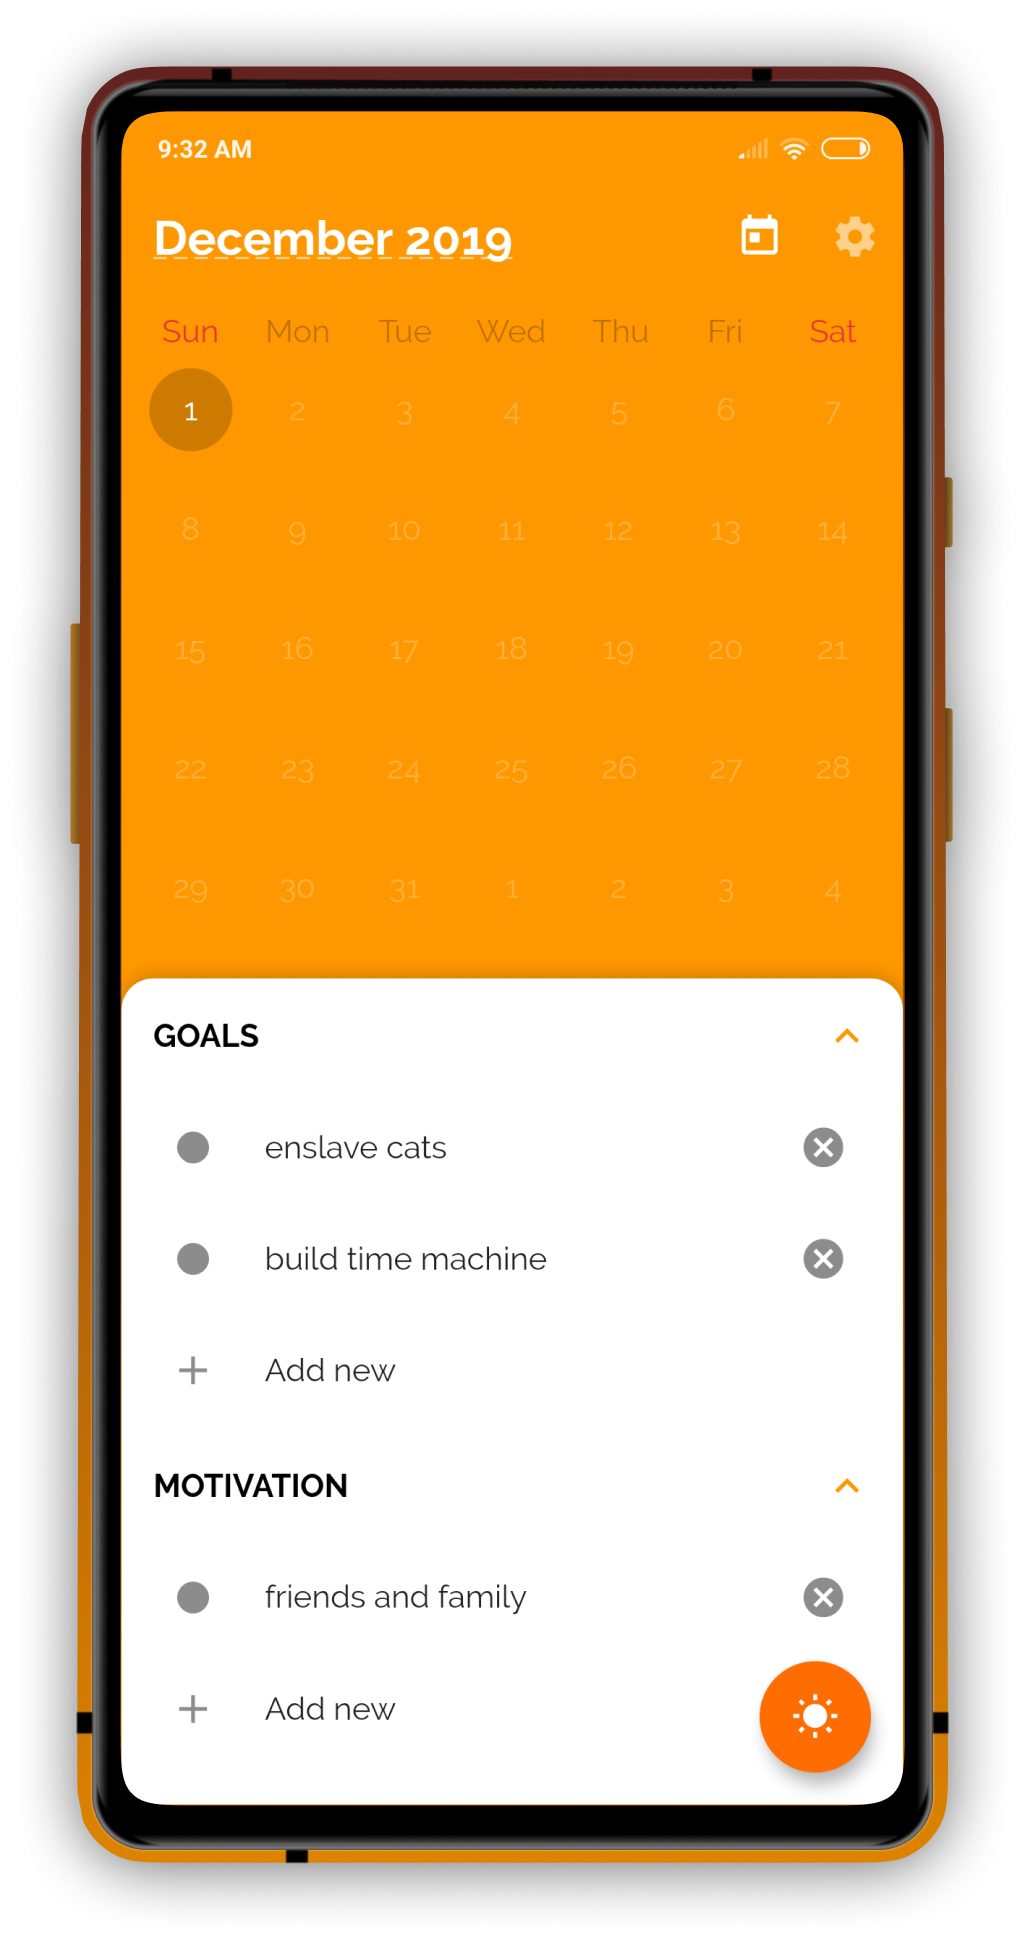 9:32 AM
December 2019
Sun Mon Tue Wed Thu Fri Sat
1 2 3 4 5 6 7
8 9 10 11 12 13 14
15 16 17 18 19 20 21
22 23 24 25 26 27 28
29 30 31 1 2 3 4
GOALS
enslave cats
build time machine
Add new
MOTIVATION
friends and family
Add new